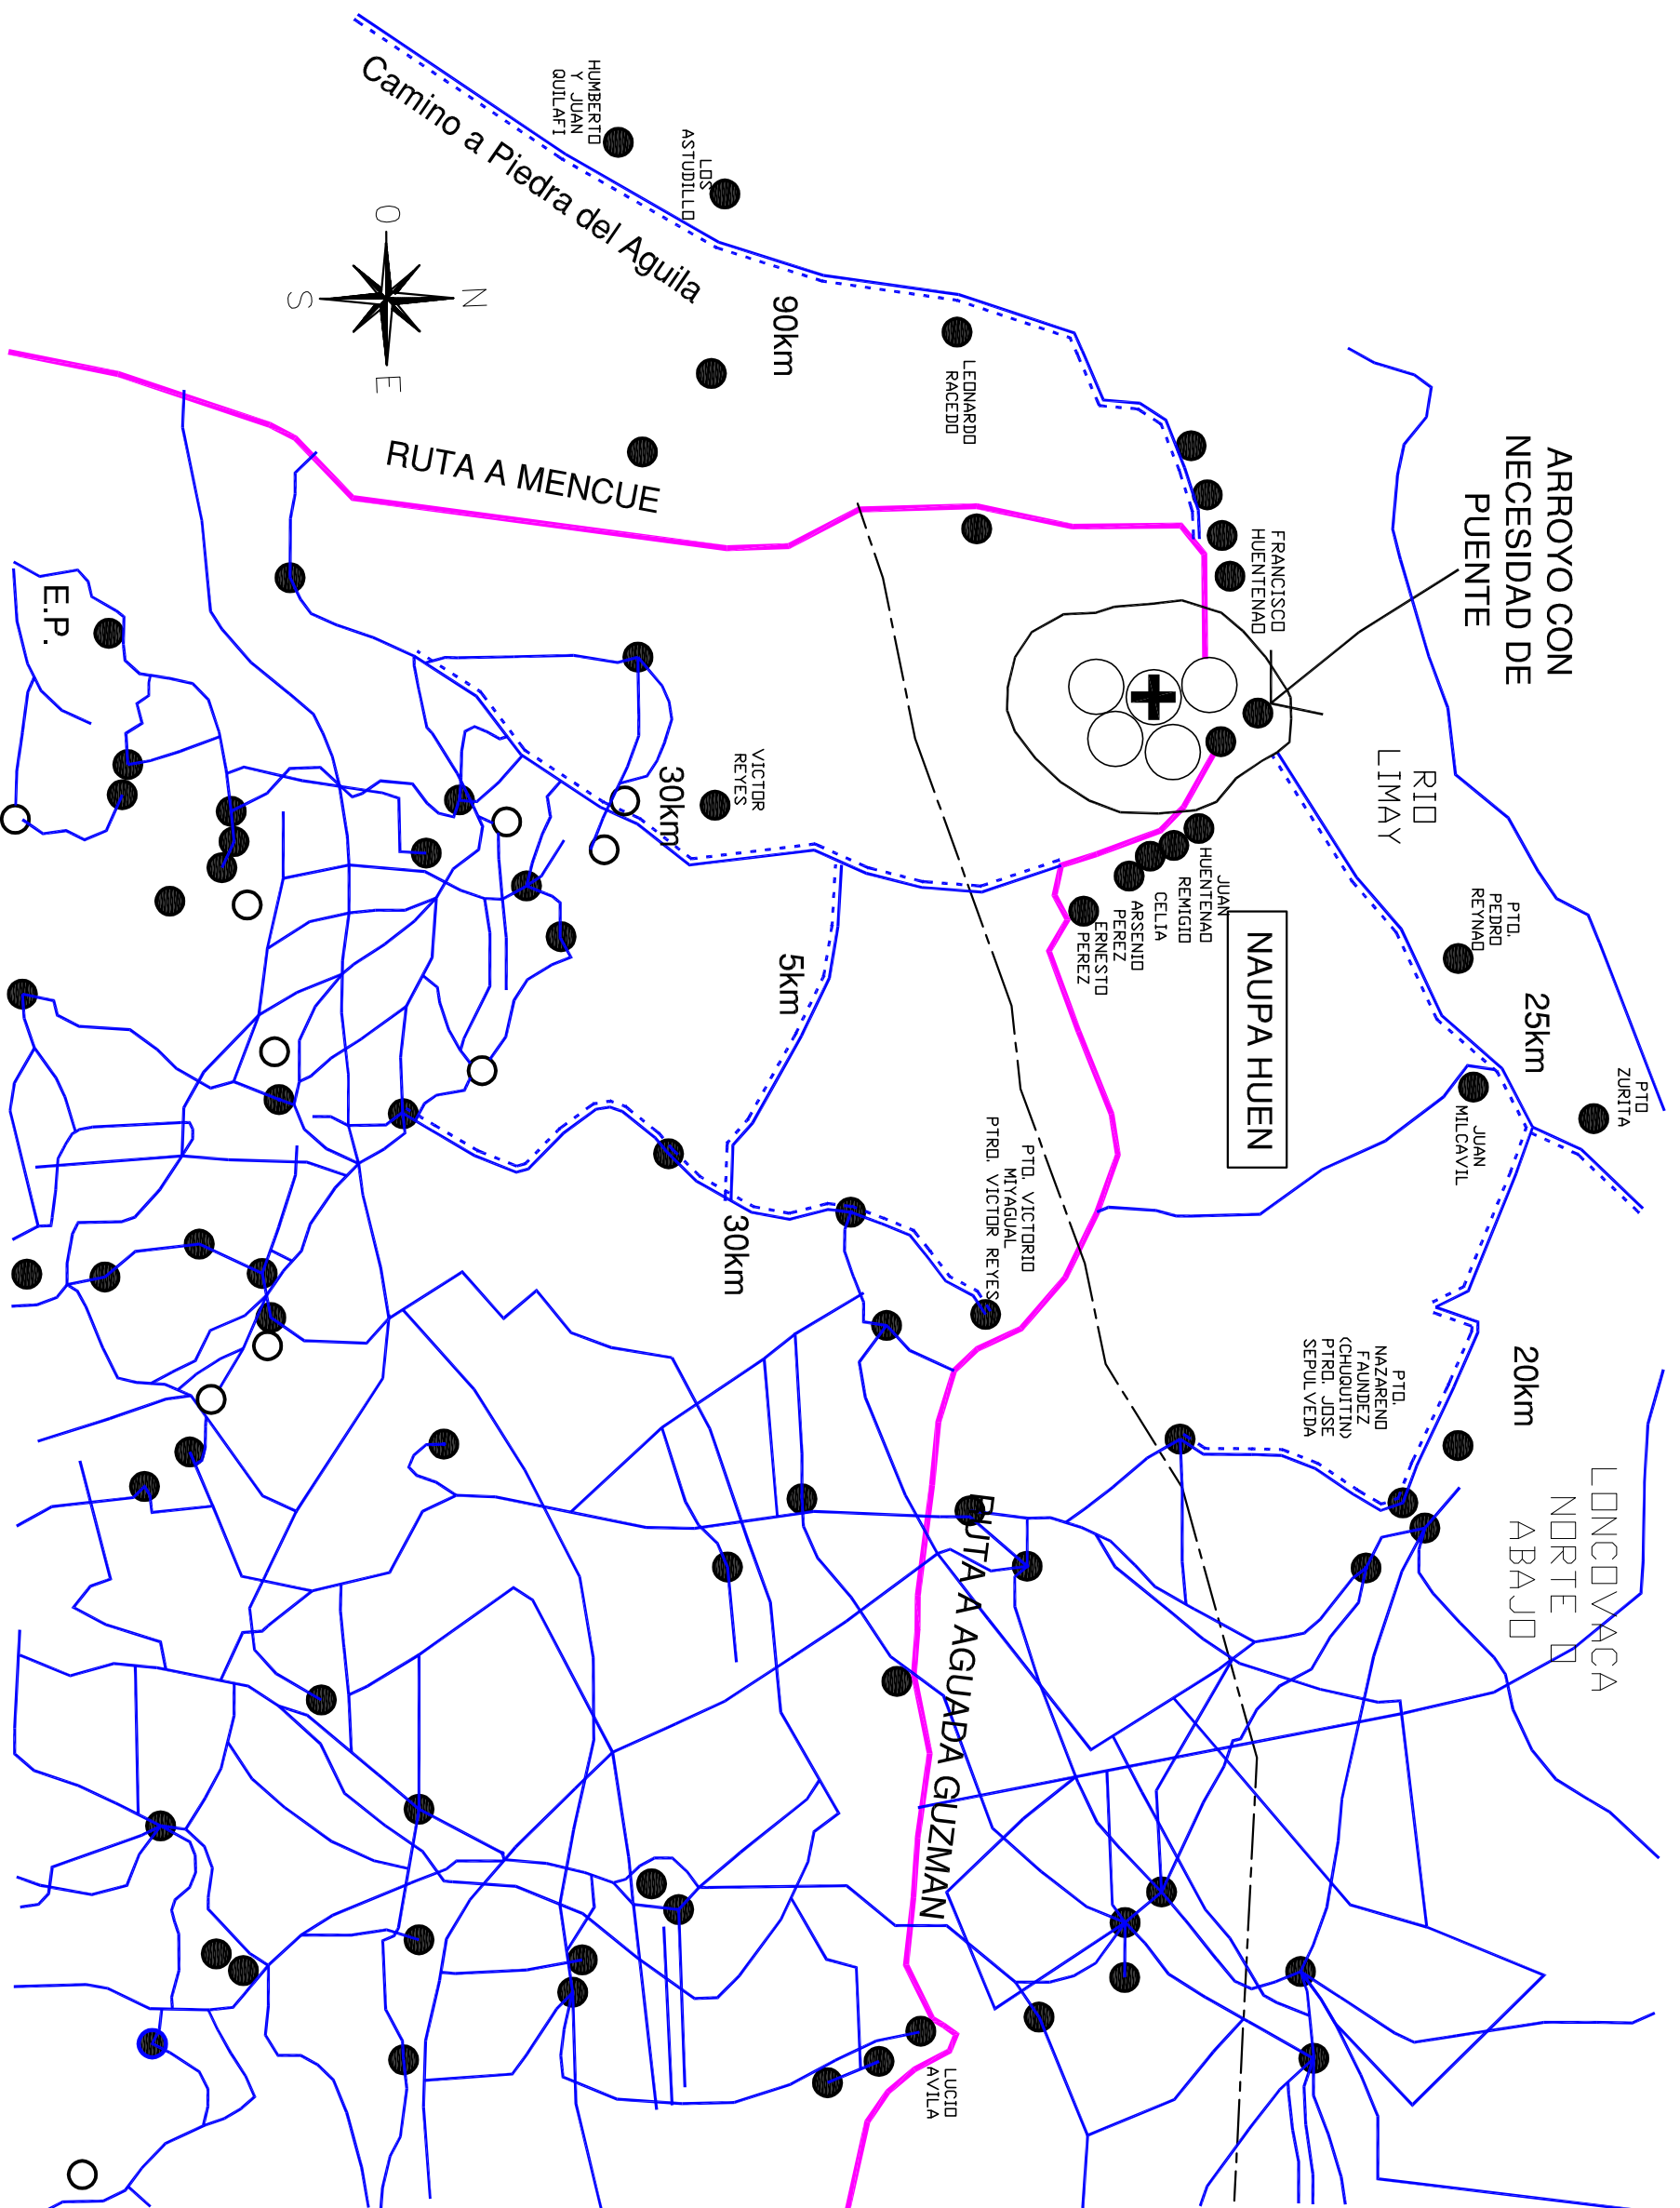 Camino a Piedra del Aguila
HUMBERTO
Y JUAN
QUILAFI
LOS
ASTUDILLO
90km
LEONARDO
RACEDO
O
N
S
E
RUTA A MENCUE
E.P.
ARROYO CON
NECESIDAD DE
PUENTE
FRANCISCO
HUENTENAO
RIO
LIMAY
VICTOR
REYES
30km
JUAN
HUENTENAO
REMIGIO
CELIA
ARSENIO
PEREZ
ERNESTO
PEREZ
NAUPA HUEN
PTO.
PEDRO
REYNAO
25km
PTO
ZURITA
JUAN
MILCAVIL
5km
30km
PTO. VICTORIO
MIYAGUAL
PTRO. VICTOR REYES
20km
PTO.
NAZARENO
FAUNDEZ
(CHUQUITIN)
PTRO. JOSE
SEPULVEDA
LONCOVACA
NORTE O
ABAJO
RUTA A AGUADA GUZMAN
LUCIO
AVILA